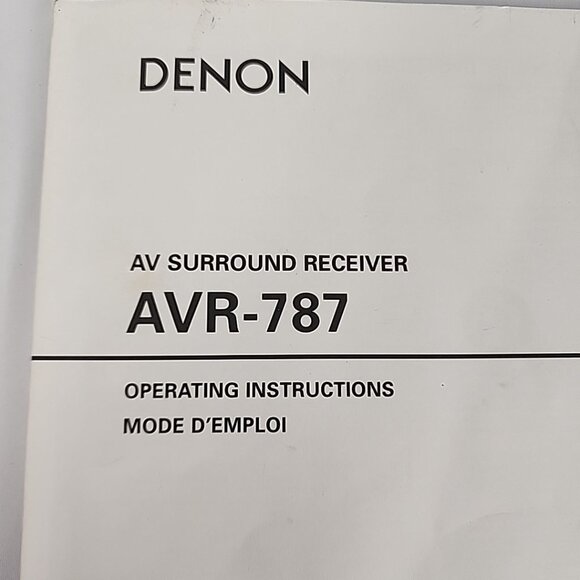 DENON
AV SURROUND RECEIVER
AVR-787
OPERATING INSTRUCTIONS
MODE D'EMPLOI